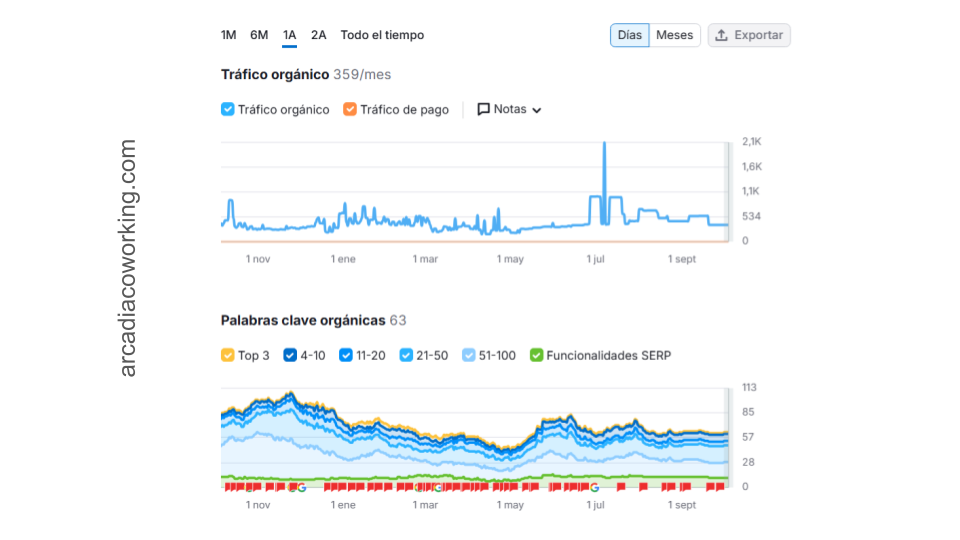 1M 6M 1A 2A Todo el tiempo Días Meses Exportar
Tráfico orgánico 359/mes
Tráfico orgánico Tráfico de pago Notas
2,1K
1,6K
1,1K
534
0
1 nov 1 ene 1 mar 1 may 1 jul 1 sept
arcadiacoworking.com
Palabras clave orgánicas 63
Top 3 4-10 11-20 21-50 51-100 Funcionalidades SERP
113
85
57
28
0
1 nov 1 ene 1 mar 1 may 1 jul 1 sept